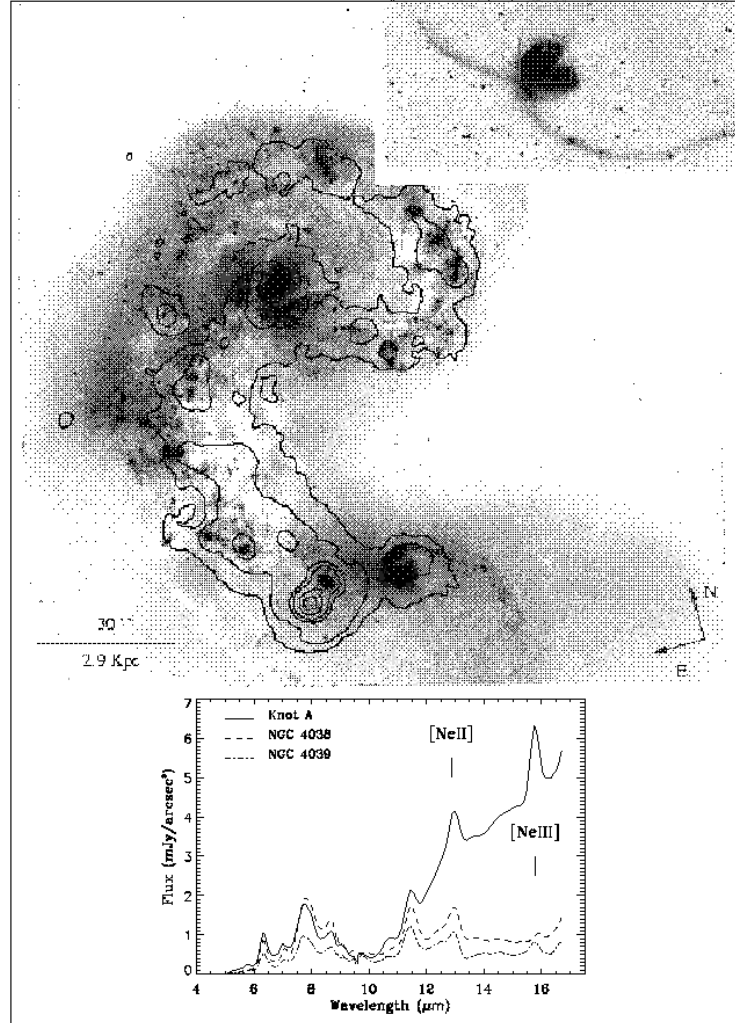 N
E
30 "
2.9 Kpc
Knot A
NGC 4038
NGC 4039
[NeII]
[NeIII]
Flux (mJy/arcsec²)
7
6
5
4
3
2
1
0
4 6 8 10 12 14 16
Wavelength (μm)